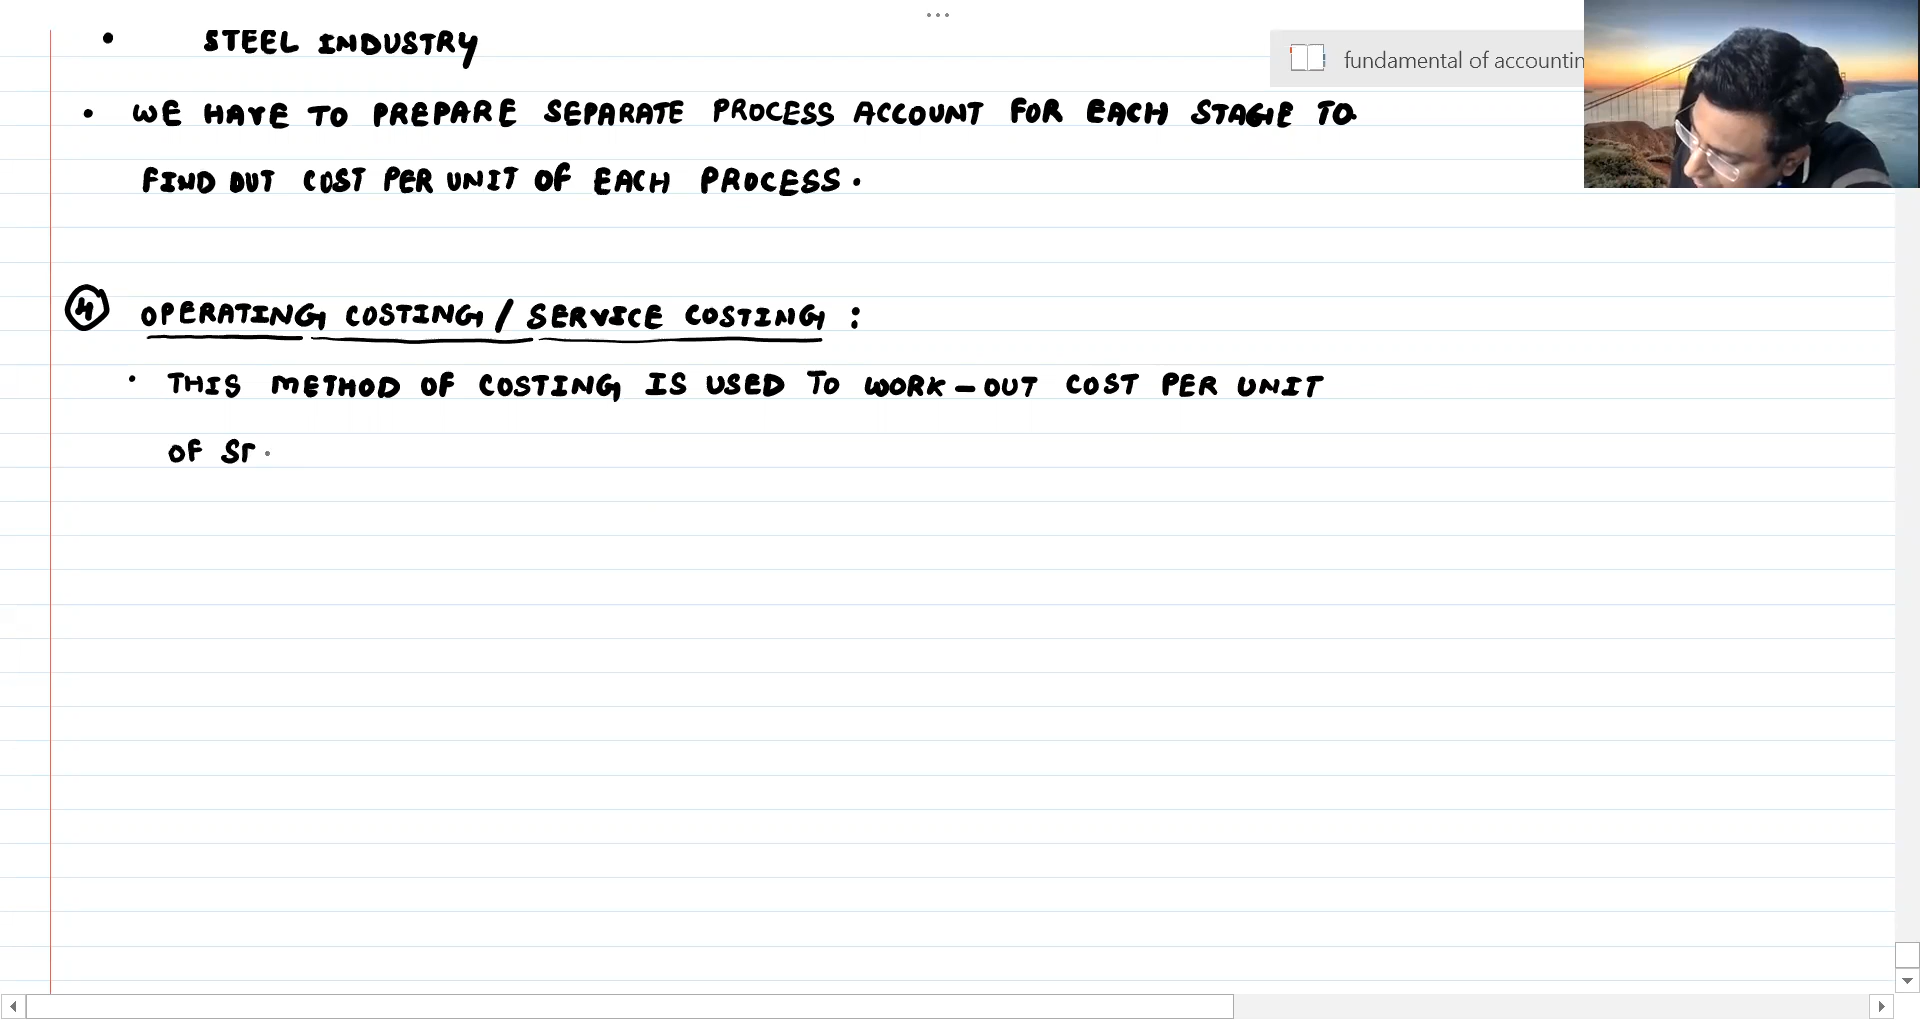 • STEEL INDUSTRY
fundamental of accountin
• WE HAVE TO PREPARE SEPARATE PROCESS ACCOUNT FOR EACH STAGE TO
FIND OUT COST PER UNIT OF EACH PROCESS.
4 OPERATING COSTING / SERVICE COSTING :
• THIS METHOD OF COSTING IS USED TO WORK-OUT COST PER UNIT
OF